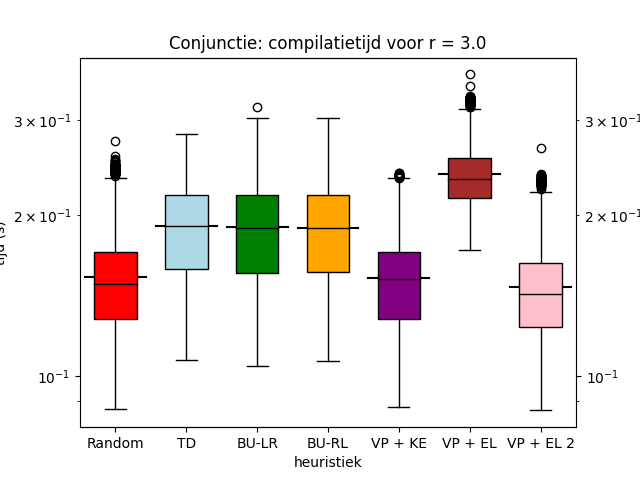 Conjunctie: compilatietijd voor r = 3.0
3 × 10⁻¹
2 × 10⁻¹
10⁻¹
3 × 10⁻¹
2 × 10⁻¹
10⁻¹
tijd (s)
Random TD BU-LR BU-RL VP + KE VP + EL VP + EL 2
heuristiek